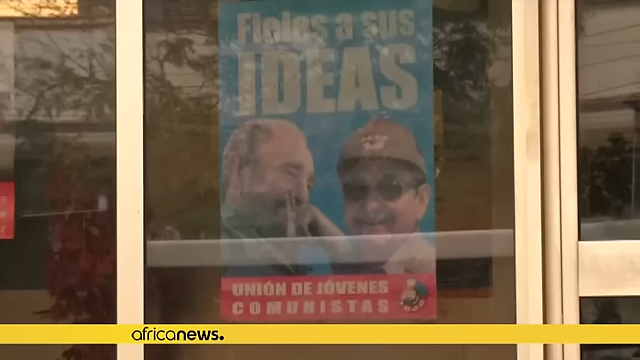 Fieles a sus
IDEAS
UNIÓN DE JÓVENES
COMUNISTAS
africanews.